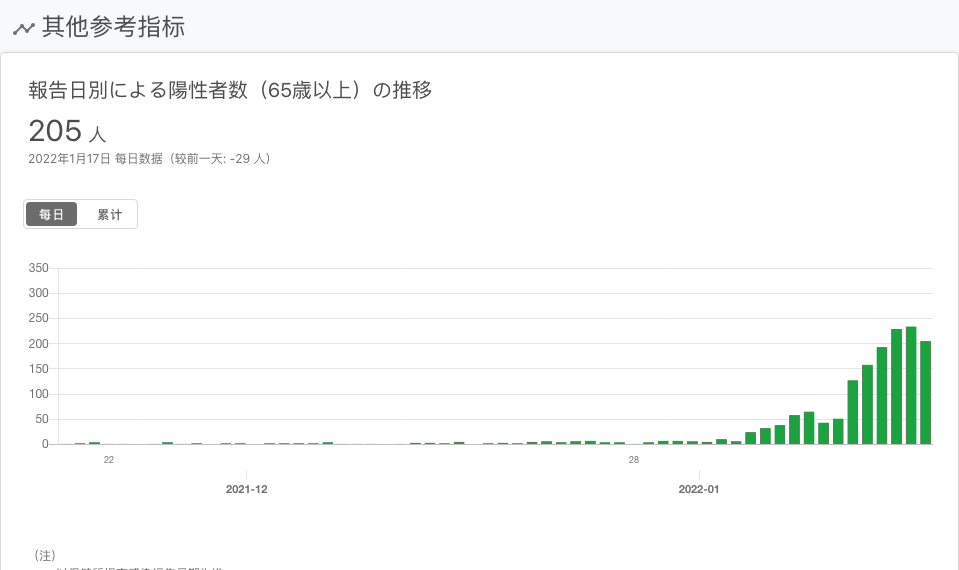 其他参考指标
報告日別による陽性者数（65歳以上）の推移
205 人
2022年1月17日 每日数据（较前一天: -29 人）
每日 累计
350
300
250
200
150
100
50
0
22 28
2021-12 2022-01
（注）